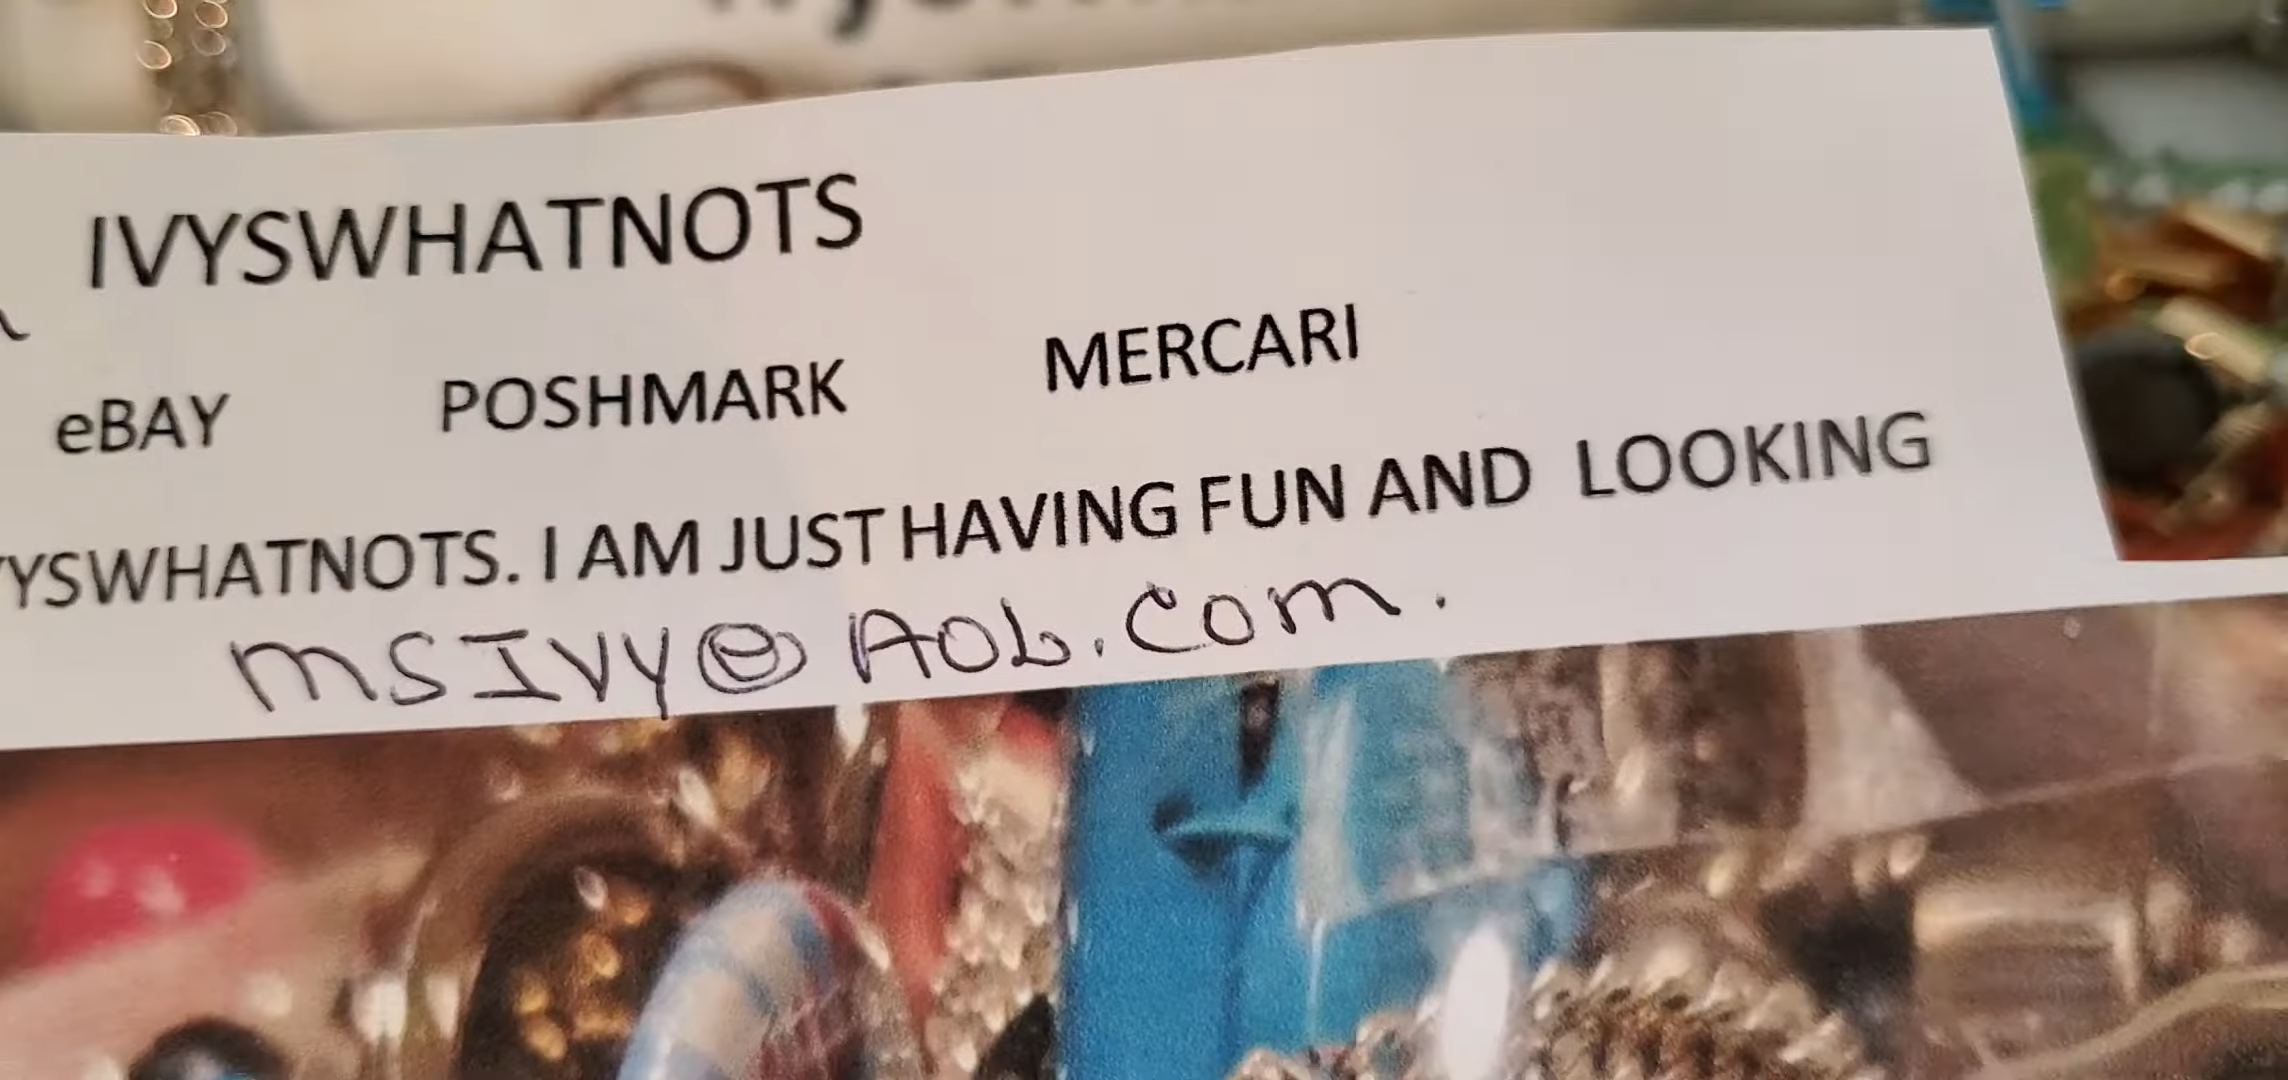 IVYSWHATNOTS
eBAY POSHMARK MERCARI
YSWHATNOTS. I AM JUST HAVING FUN AND LOOKING
MSIVY@AOL.COM.